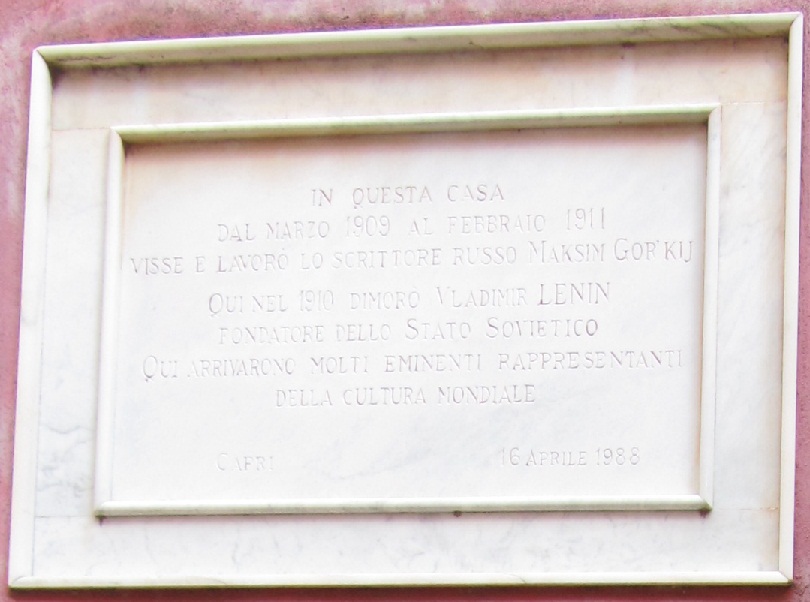 IN QUESTA CASA
DAL MARZO 1909 AL FEBBRAIO 1911
VISSE E LAVORÒ LO SCRITTORE RUSSO MAKSIM GOR'KIJ
QUI NEL 1910 DIMORÒ VLADIMIR LENIN
FONDATORE DELLO STATO SOVIETICO
QUI ARRIVARONO MOLTI EMINENTI RAPPRESENTANTI
DELLA CULTURA MONDIALE
CAPRI 16 APRILE 1988